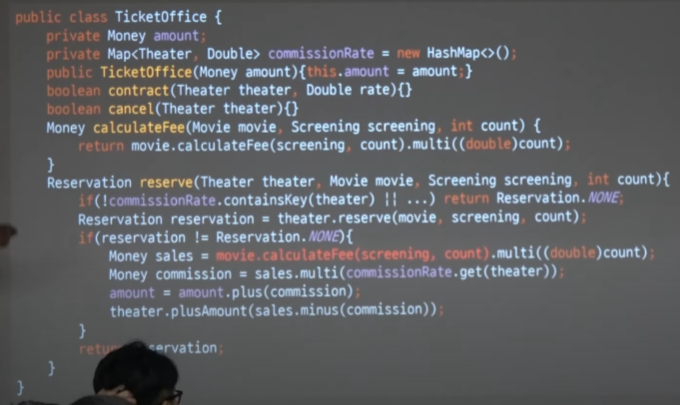 public class TicketOffice {
private Money amount;
private Map<Theater, Double> commissionRate = new HashMap<>();
public TicketOffice(Money amount){this.amount = amount;}
boolean contract(Theater theater, Double rate){}
boolean cancel(Theater theater){}
Money calculateFee(Movie movie, Screening screening, int count) {
return movie.calculateFee(screening, count).multi((double)count);
}
Reservation reserve(Theater theater, Movie movie, Screening screening, int count){
if(!commissionRate.containsKey(theater) || ...) return Reservation.NONE;
Reservation reservation = theater.reserve(movie, screening, count);
if(reservation != Reservation.NONE){
Money sales = movie.calculateFee(screening, count).multi((double)count);
Money commission = sales.multi(commissionRate.get(theater));
amount = amount.plus(commission);
theater.plusAmount(sales.minus(commission));
}
}
}